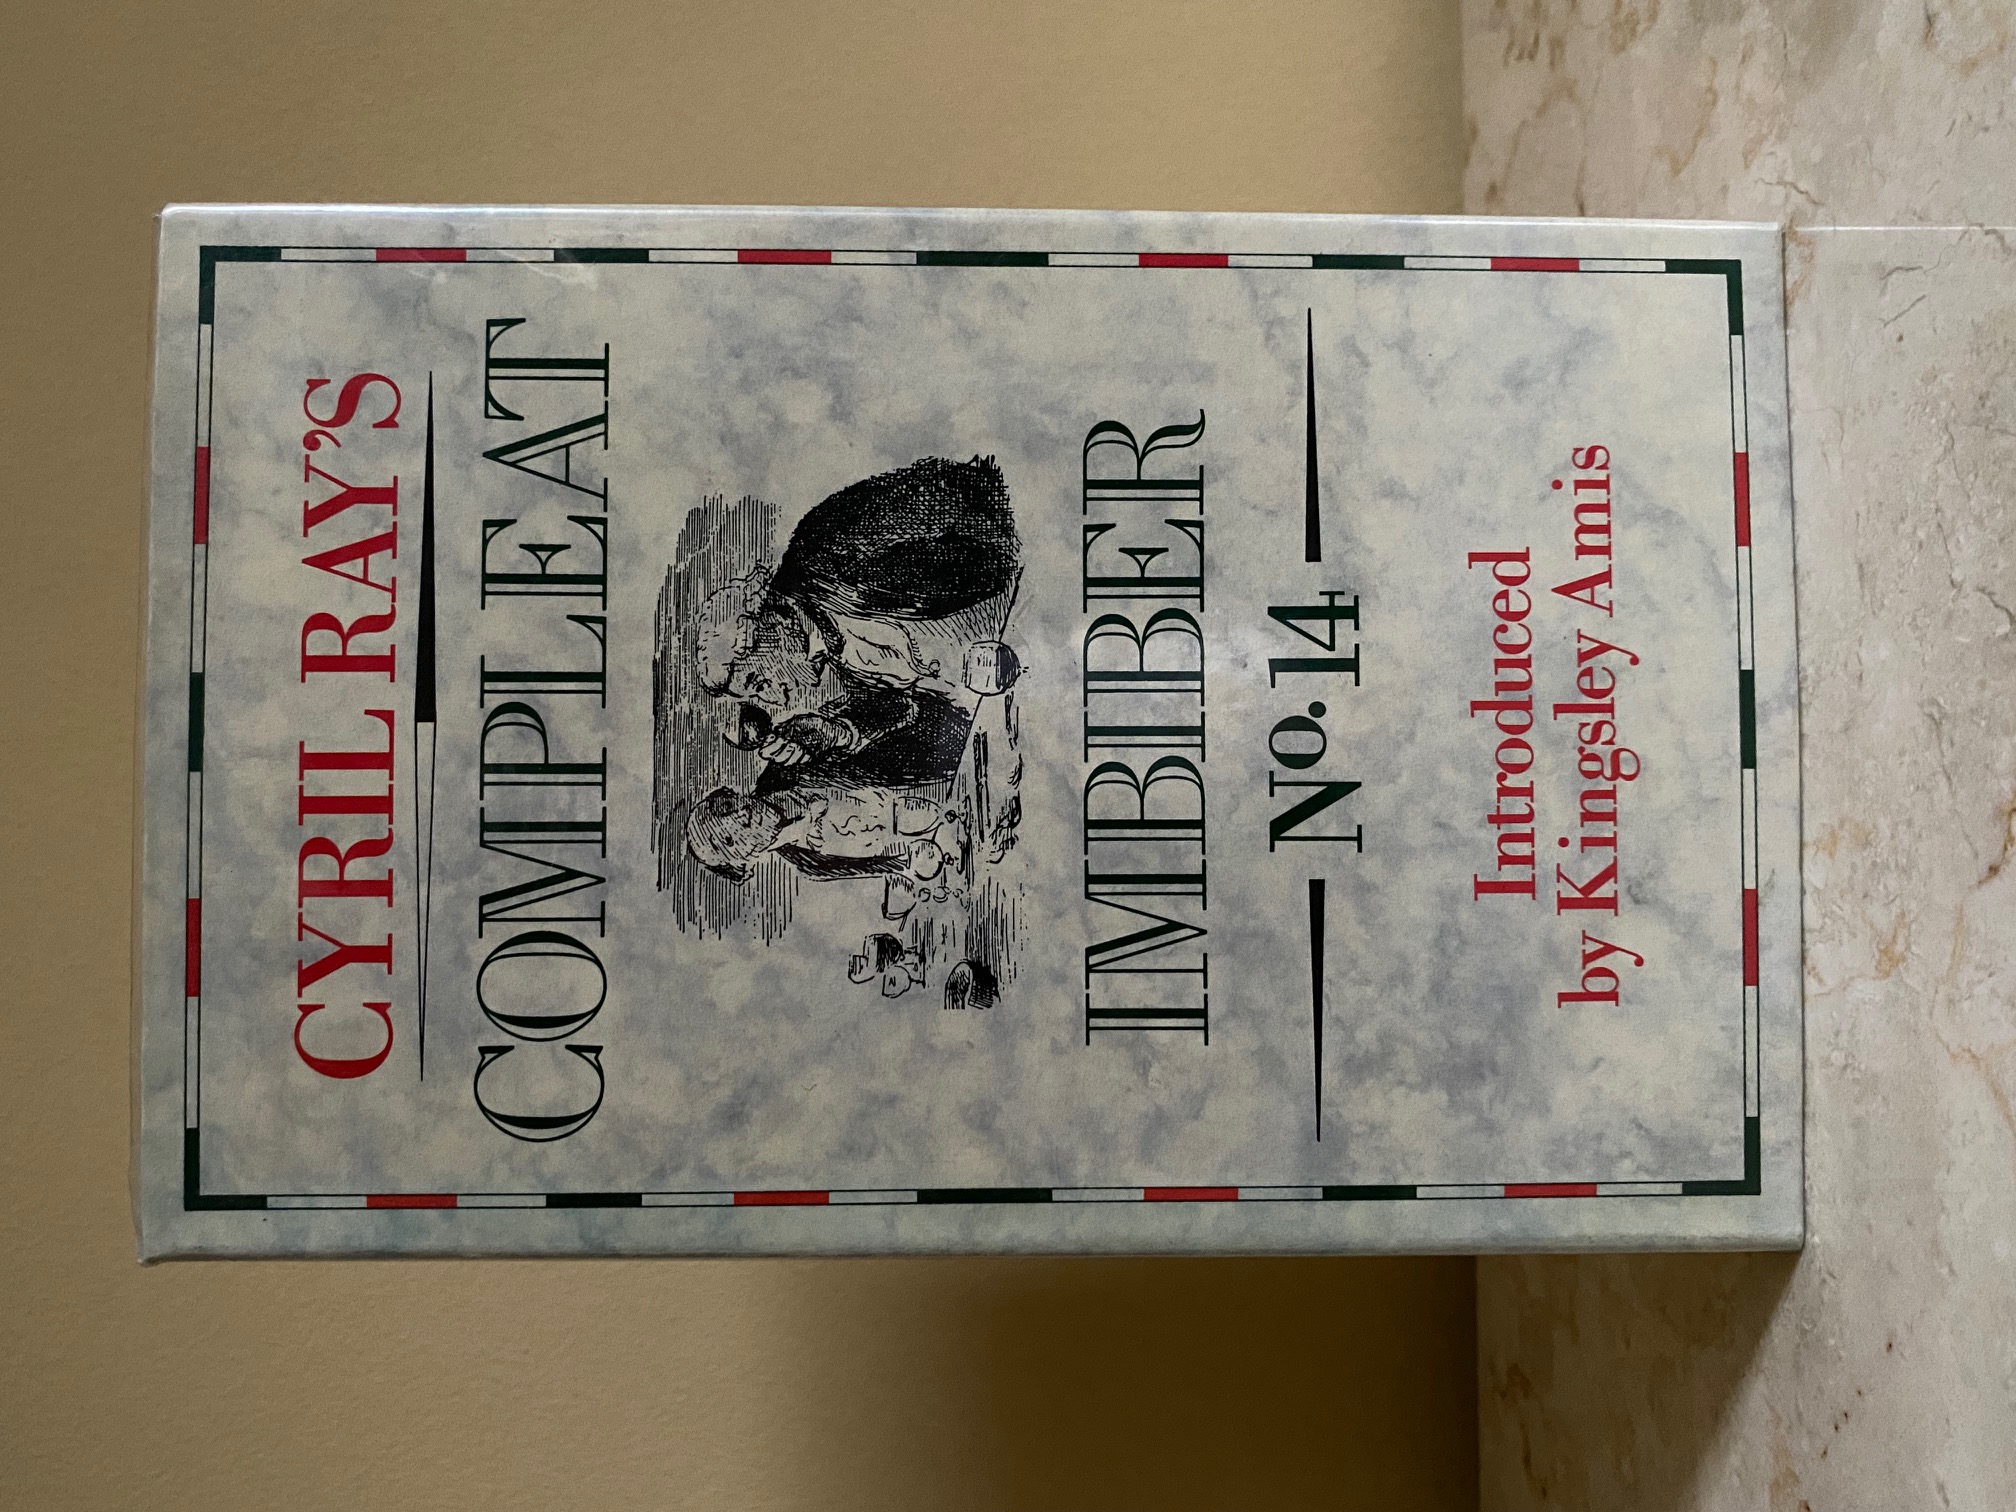 CYRIL RAY'S
COMPLEAT
IMBIBER
No. 14
Introduced
by Kingsley Amis